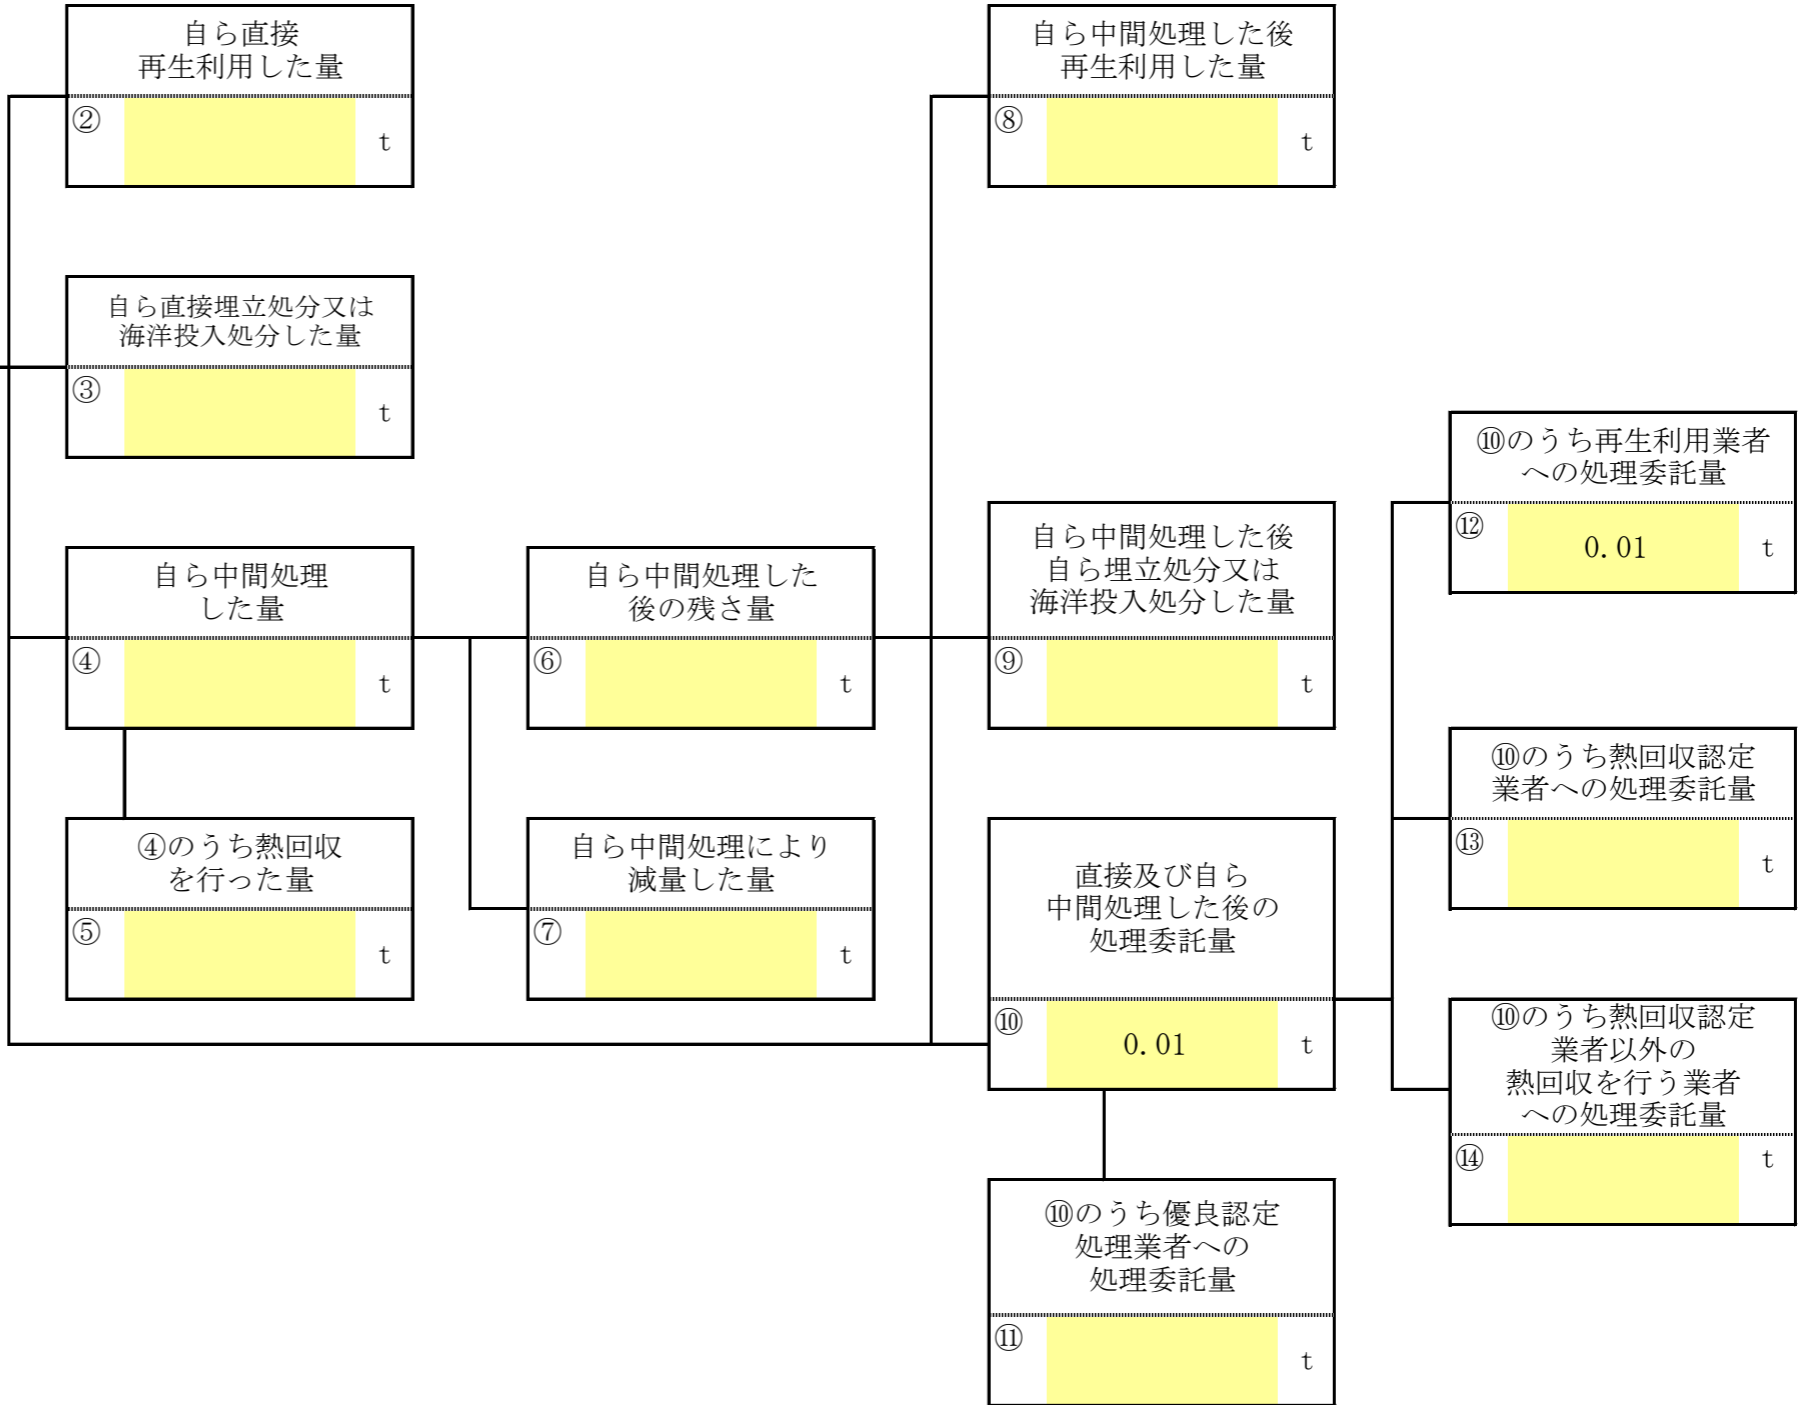 自ら直接
再生利用した量
② t
自ら直接埋立処分又は
海洋投入処分した量
③ t
自ら中間処理
した量
④ t
④のうち熱回収
を行った量
⑤ t
自ら中間処理した
後の残さ量
⑥ t
自ら中間処理により
減量した量
⑦ t
自ら中間処理した後
再生利用した量
⑧ t
自ら中間処理した後
自ら埋立処分又は
海洋投入処分した量
⑨ t
直接及び自ら
中間処理した後の
処理委託量
⑩ 0.01 t
⑩のうち優良認定
処理業者への
処理委託量
⑪ t
⑩のうち再生利用業者
への処理委託量
⑫ 0.01 t
⑩のうち熱回収認定
業者への処理委託量
⑬ t
⑩のうち熱回収認定
業者以外の
熱回収を行う業者
への処理委託量
⑭ t